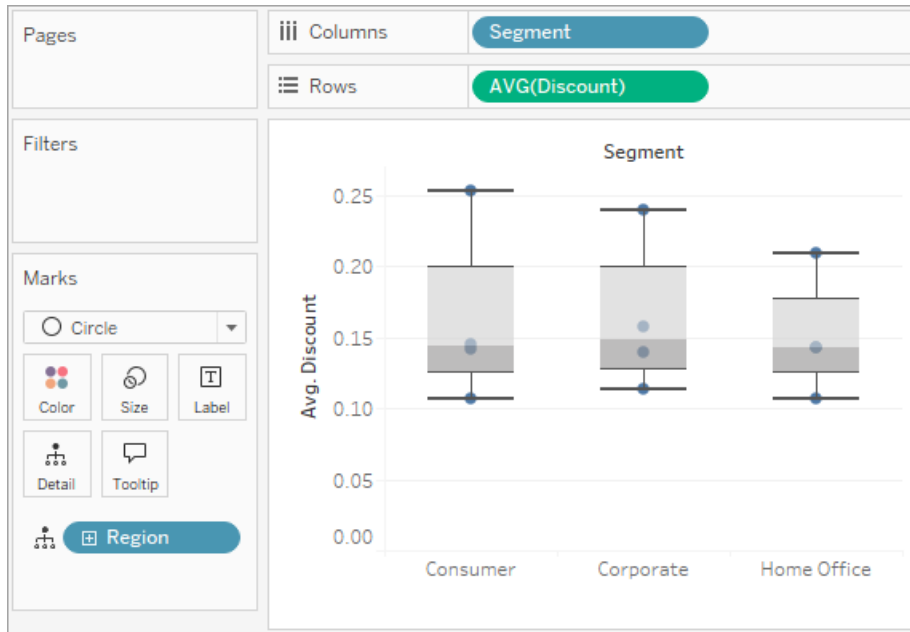 Pages
Columns
Segment
Rows
AVG(Discount)
Filters
Marks
Circle
Color
Size
T
Label
Detail
Tooltip
Region
Segment
Avg. Discount
0.25
0.20
0.15
0.10
0.05
0.00
Consumer
Corporate
Home Office